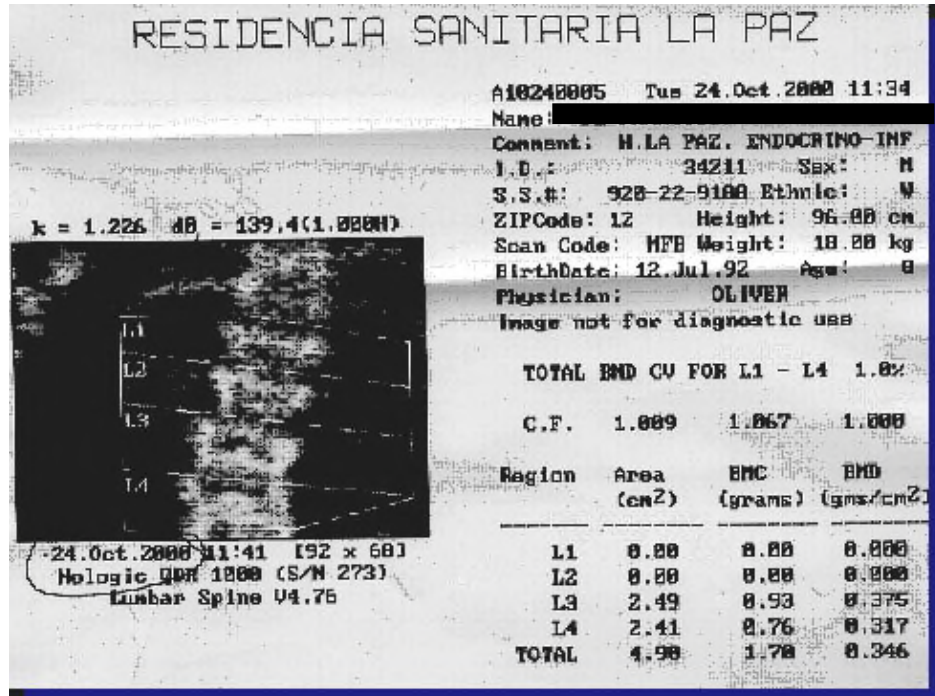 RESIDENCIA SANITARIA LA PAZ
A10240005 Tue 24.Oct.2000 11:34
Name:
Comment: H.LA PAZ. ENDOCRINO-INF
I.D.: 34211 Sex: M
S.S.#: 920-22-91AA Ethnic: W
ZIPCode: 12 Height: 96.00 cm
Scan Code: MFB Weight: 18.00 kg
BirthDate: 12.Jul.92 Age: 8
Physician: OLIVER
Image not for diagnostic use
k = 1.226 d0 = 139.4(1.000H)
L1
L2
L3
L4
24.Oct.2000 11:41 [92 x 60]
Hologic QDR 1000 (S/N 273)
Lumbar Spine V4.76
TOTAL BMD CV FOR L1 - L4 1.0%
C.F. 1.009 1.067 1.000
Region Area BMC BMD
(cm2) (grams) (gms/cm2)
L1 0.00 0.00 0.000
L2 0.00 0.00 0.000
L3 2.49 0.93 0.375
L4 2.41 0.76 0.317
TOTAL 4.90 1.70 0.346